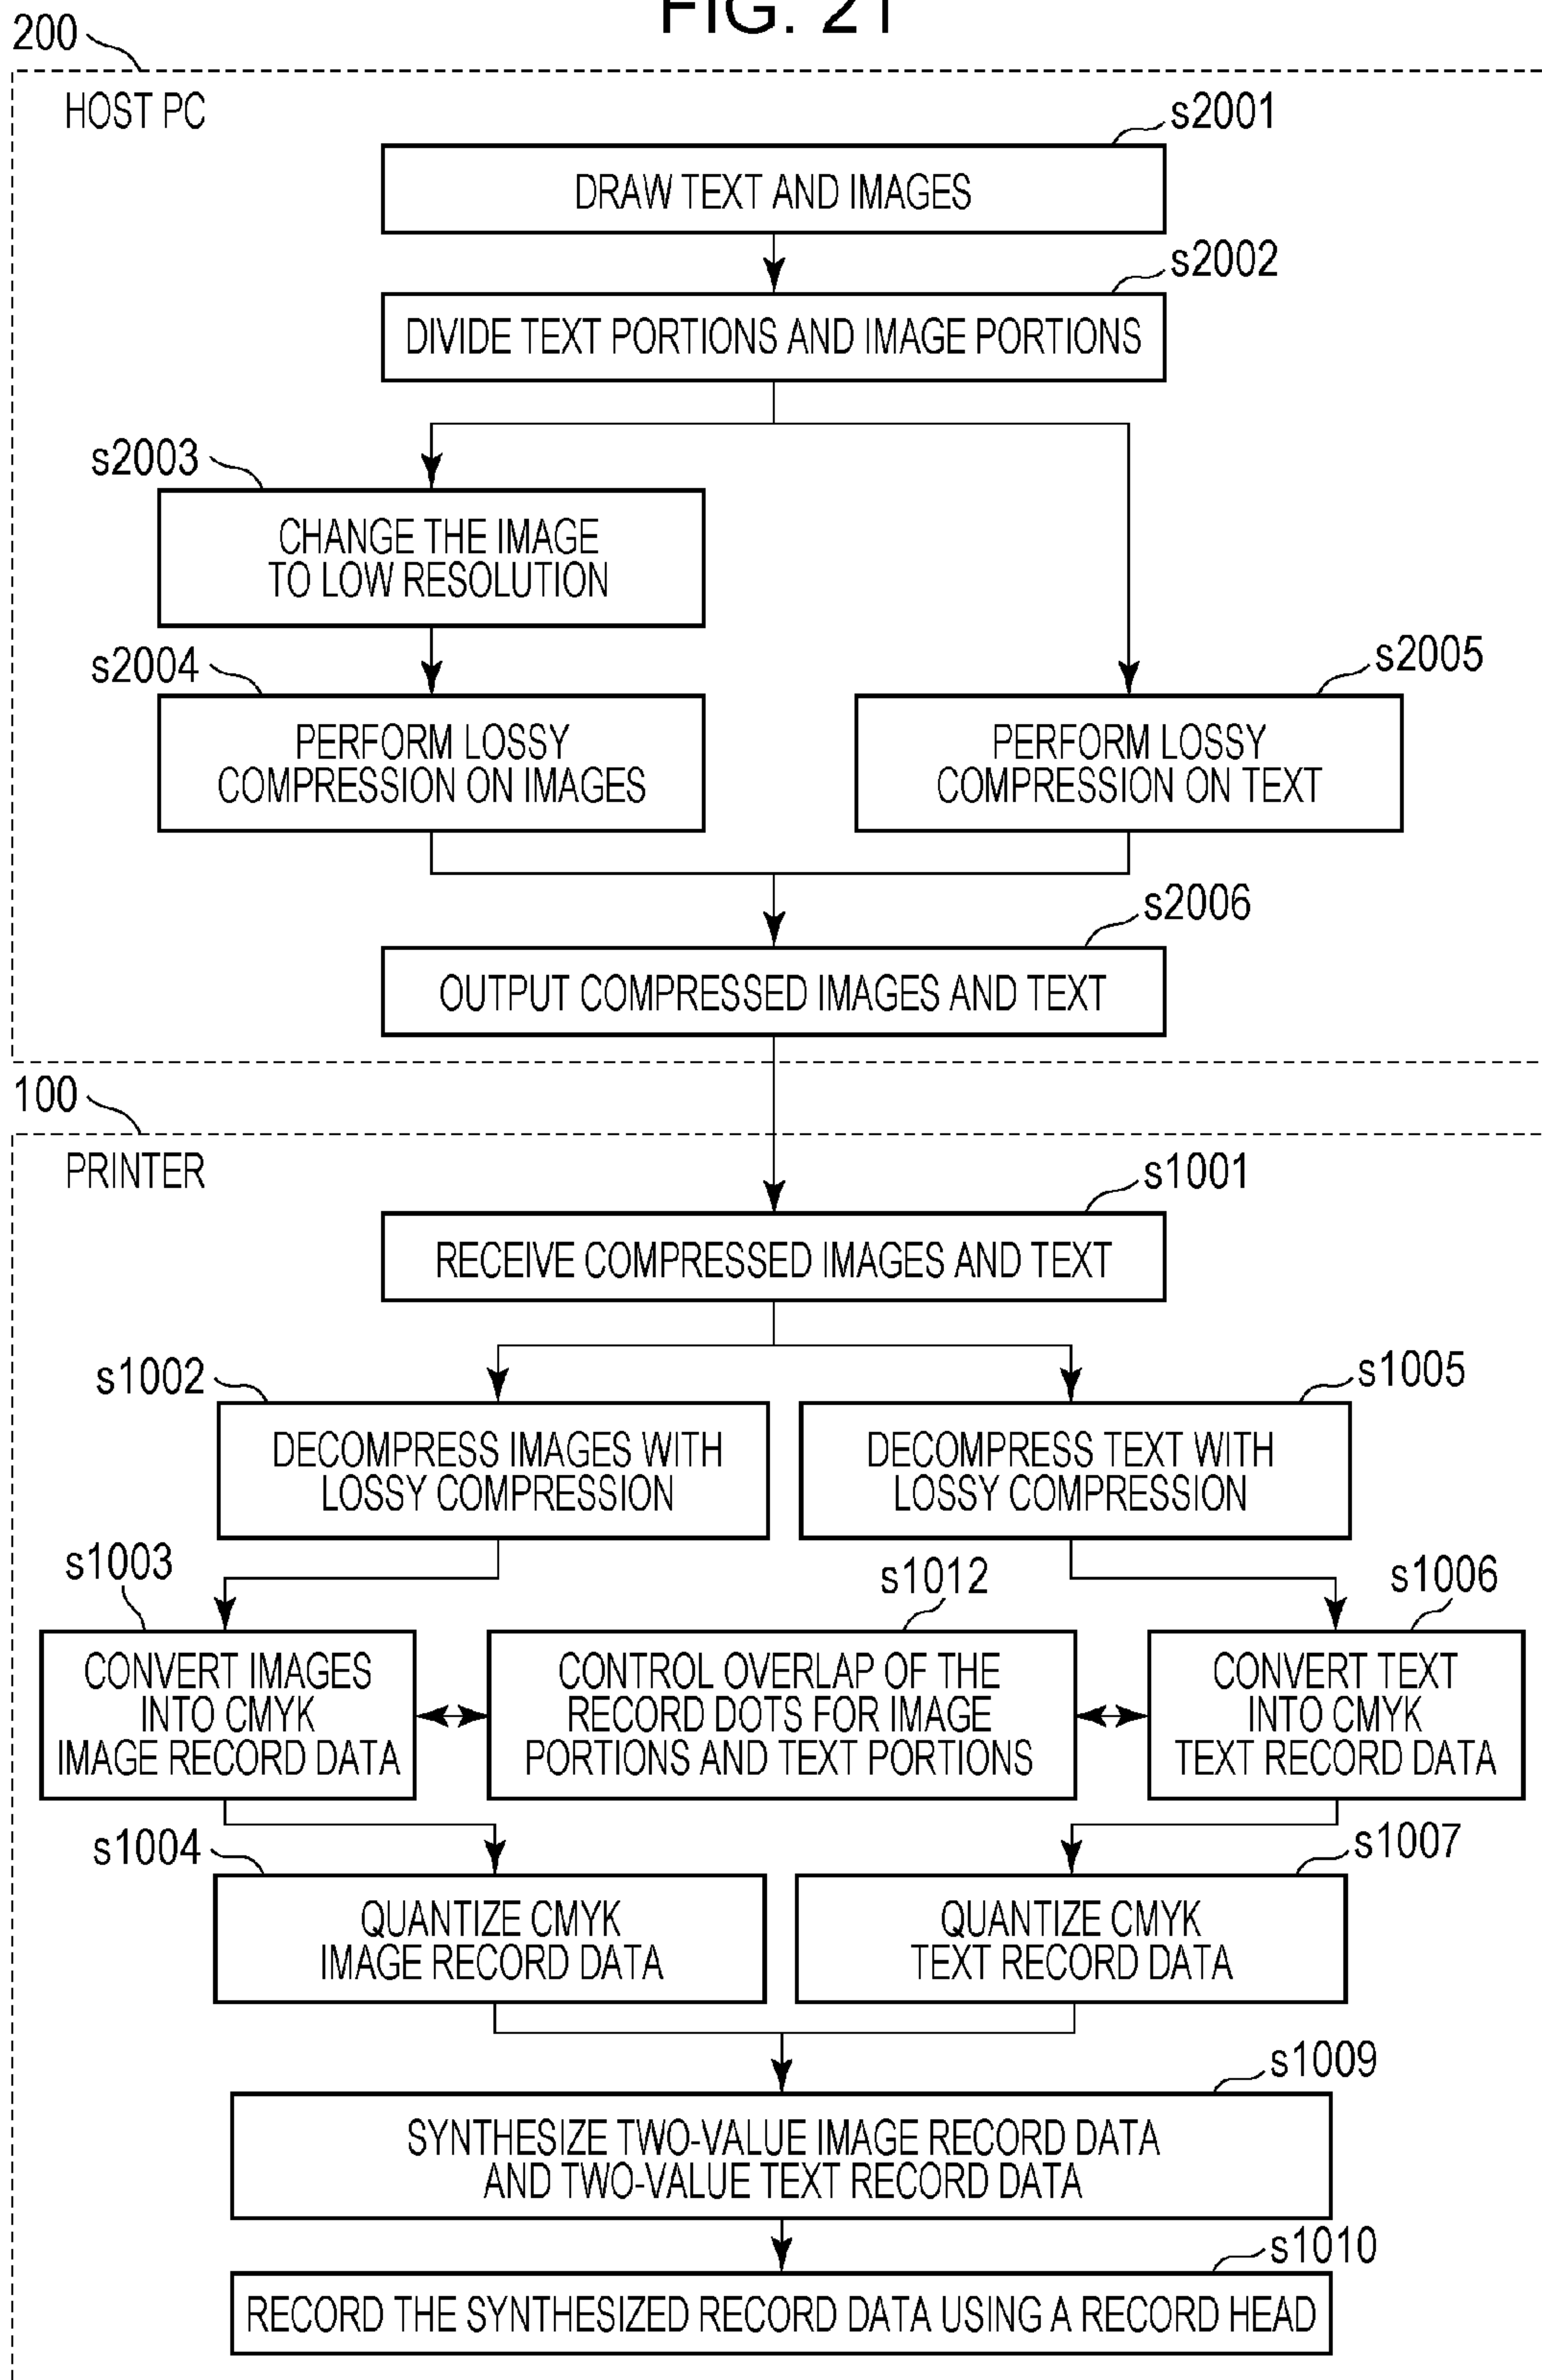 FIG. 21
200
HOST PC
s2001
DRAW TEXT AND IMAGES
s2002
DIVIDE TEXT PORTIONS AND IMAGE PORTIONS
s2003
CHANGE THE IMAGE
TO LOW RESOLUTION
s2004
PERFORM LOSSY
COMPRESSION ON IMAGES
s2005
PERFORM LOSSY
COMPRESSION ON TEXT
s2006
OUTPUT COMPRESSED IMAGES AND TEXT
100
PRINTER
s1001
RECEIVE COMPRESSED IMAGES AND TEXT
s1002
DECOMPRESS IMAGES WITH
LOSSY COMPRESSION
s1005
DECOMPRESS TEXT WITH
LOSSY COMPRESSION
s1003
CONVERT IMAGES
INTO CMYK
IMAGE RECORD DATA
s1012
CONTROL OVERLAP OF THE
RECORD DOTS FOR IMAGE
PORTIONS AND TEXT PORTIONS
s1006
CONVERT TEXT
INTO CMYK
TEXT RECORD DATA
s1004
QUANTIZE CMYK
IMAGE RECORD DATA
s1007
QUANTIZE CMYK
TEXT RECORD DATA
s1009
SYNTHESIZE TWO-VALUE IMAGE RECORD DATA
AND TWO-VALUE TEXT RECORD DATA
s1010
RECORD THE SYNTHESIZED RECORD DATA USING A RECORD HEAD